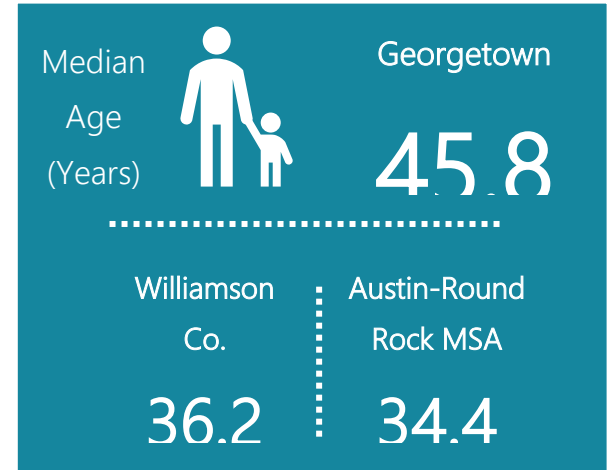 Median
Age
(Years)
Georgetown
45.8
Williamson
Co.
36.2
Austin-Round
Rock MSA
34.4